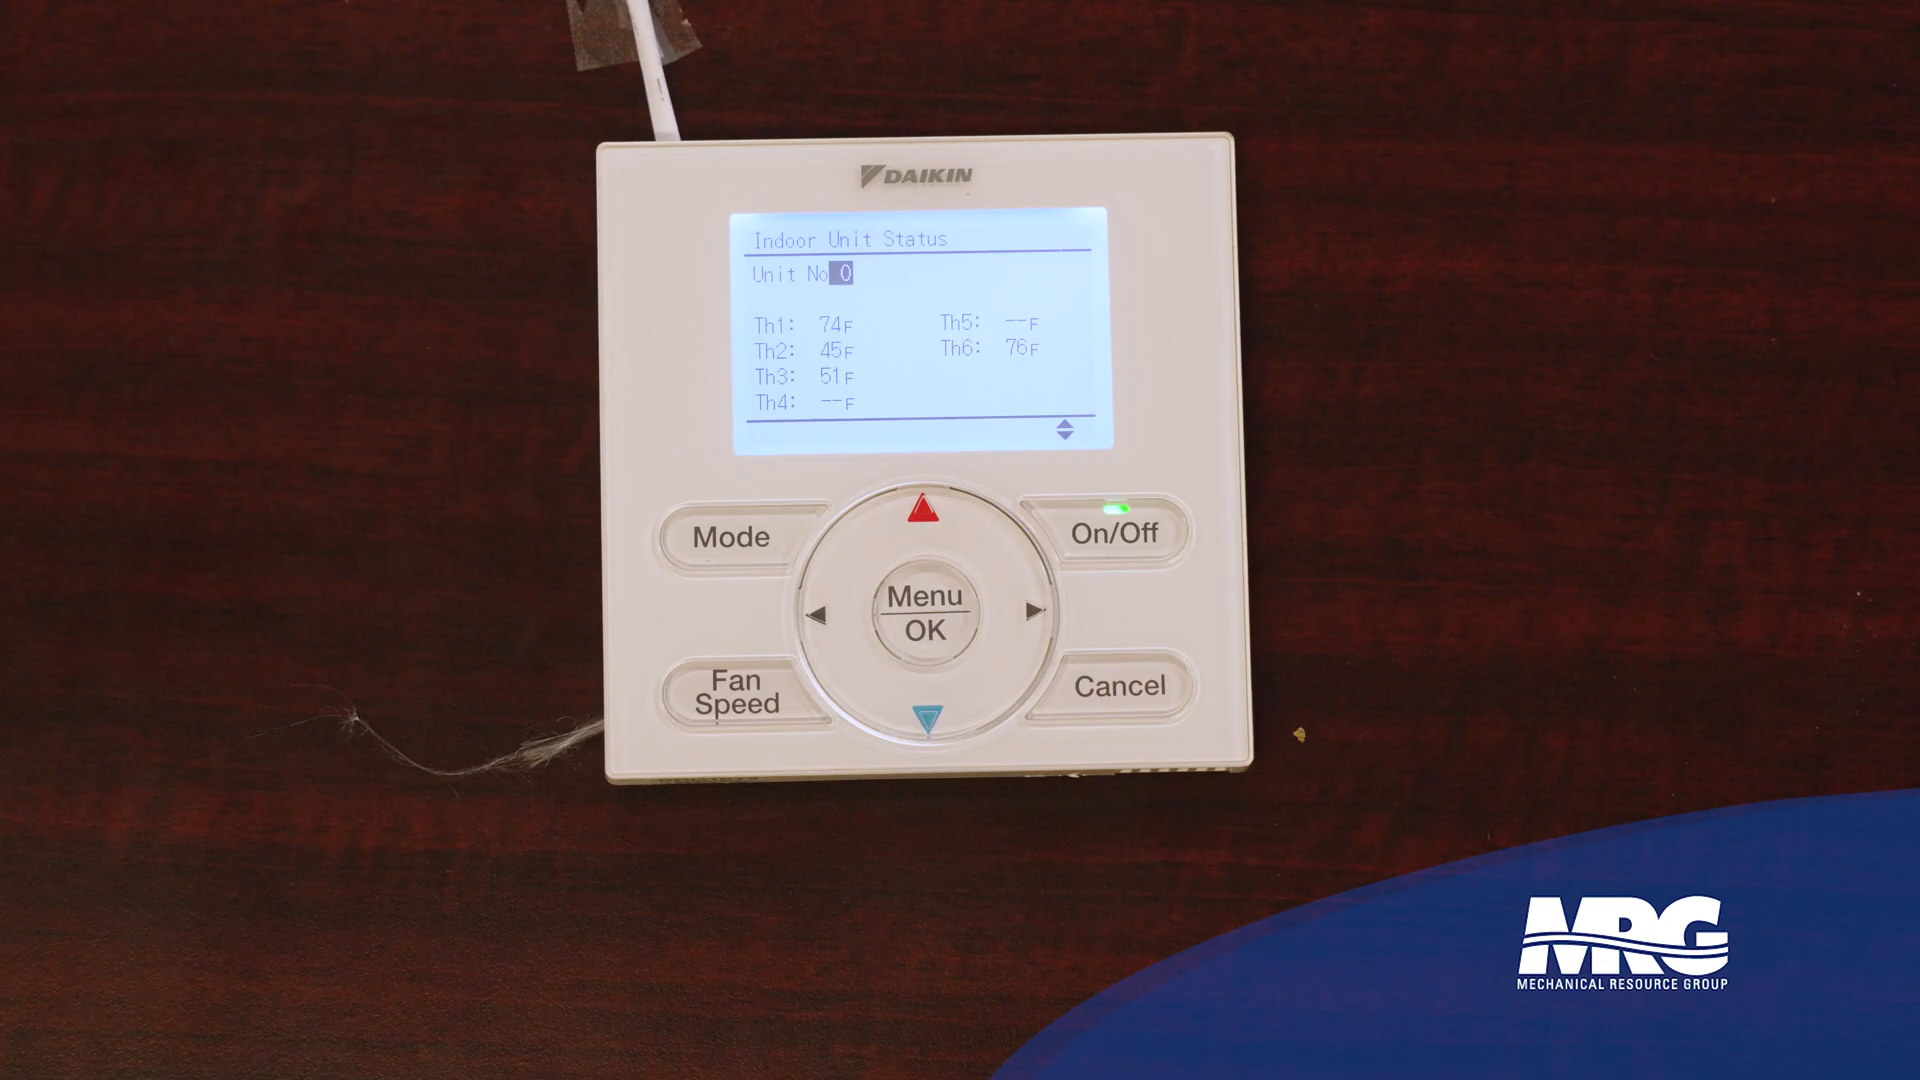 DAIKIN
Indoor Unit Status
Unit No 0
Th1: 74F Th5: --F
Th2: 45F Th6: 76F
Th3: 51F
Th4: --F
Mode
On/Off
Menu
OK
Fan
Speed
Cancel
MRG
MECHANICAL RESOURCE GROUP